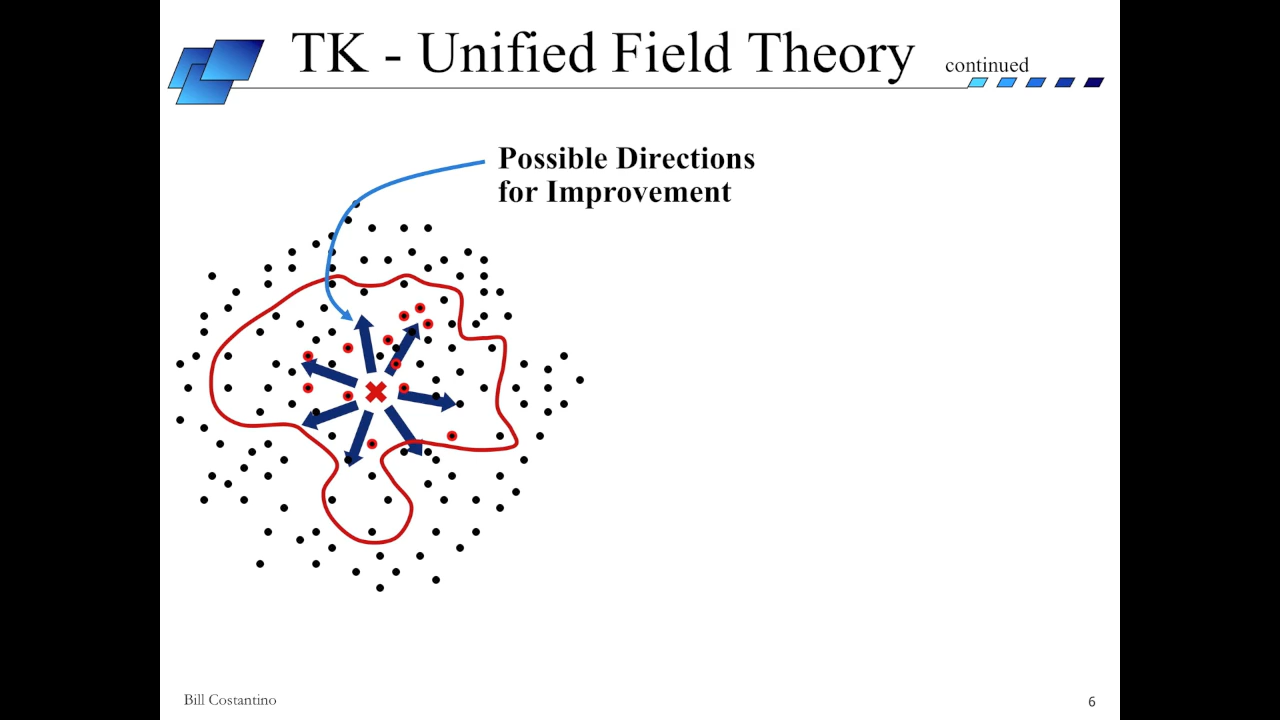 TK - Unified Field Theory continued
Possible Directions
for Improvement
Bill Costantino
6